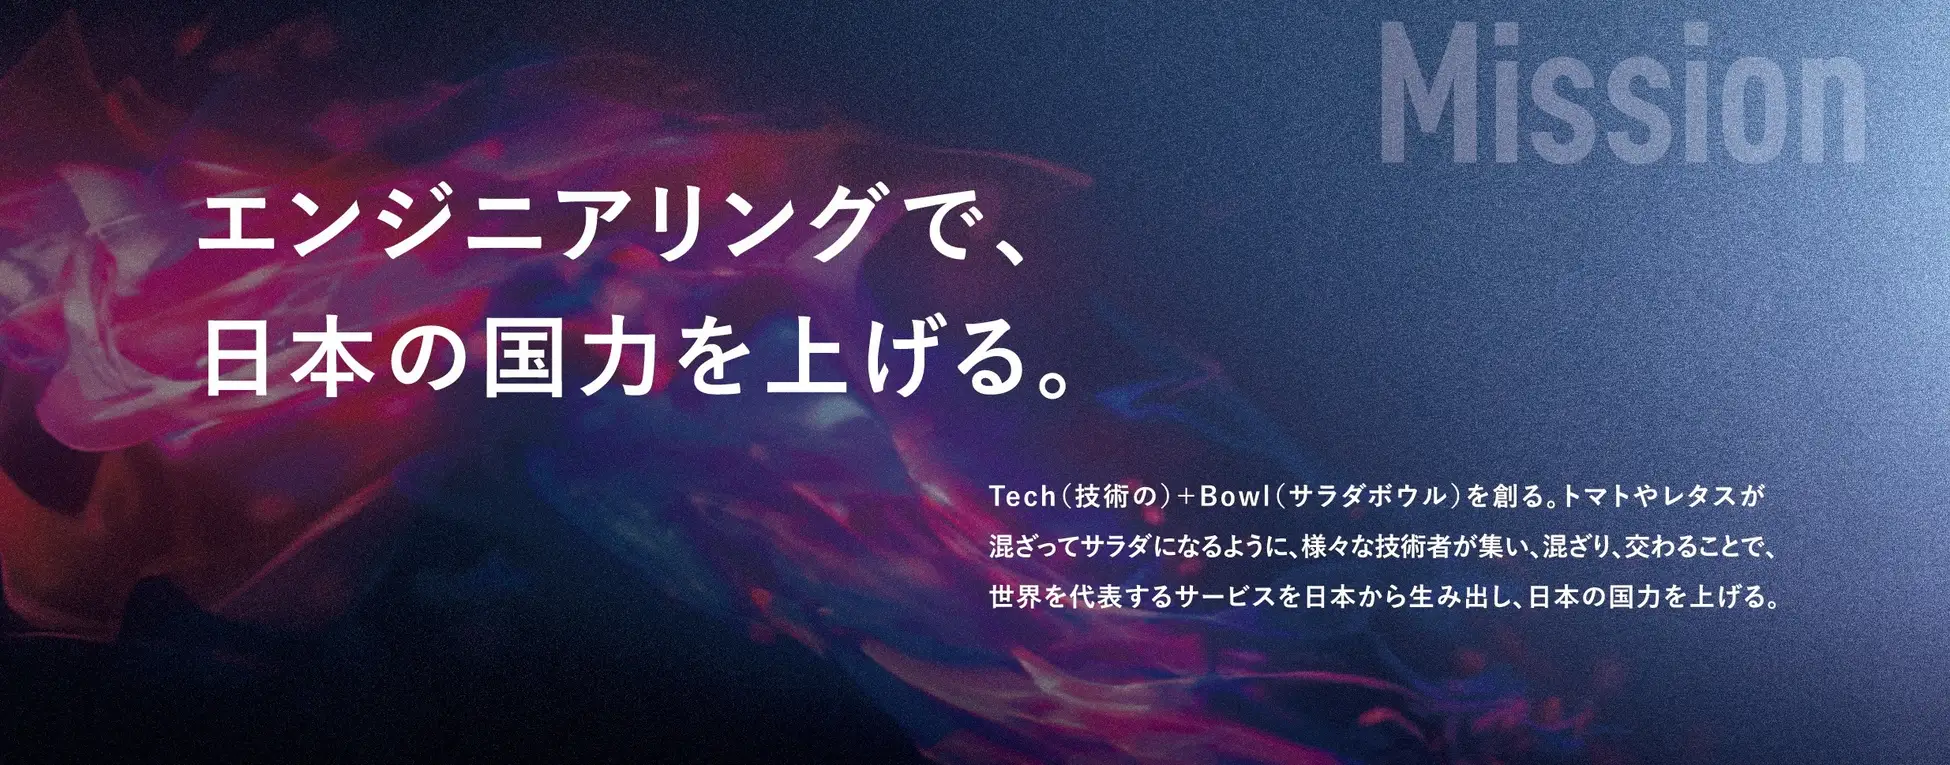 Mission
エンジニアリングで、
日本の国力を上げる。
Tech（技術の）＋Bowl（サラダボウル）を創る。トマトやレタスが
混ざってサラダになるように、様々な技術者が集い、混ざり、交わることで、
世界を代表するサービスを日本から生み出し、日本の国力を上げる。